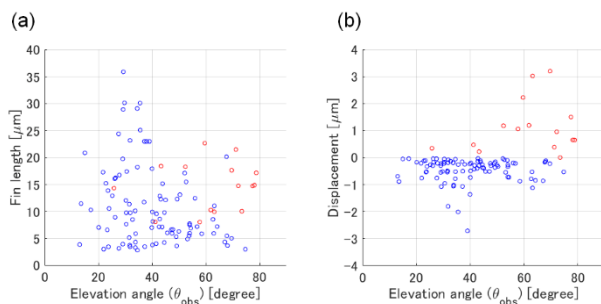 (a)
Fin length [μm]
40
35
30
25
20
15
10
5
0
0 20 40 60 80
Elevation angle (θobs) [degree]
(b)
Displacement [μm]
4
3
2
1
0
−1
−2
−3
−4
0 20 40 60 80
Elevation angle (θobs) [degree]